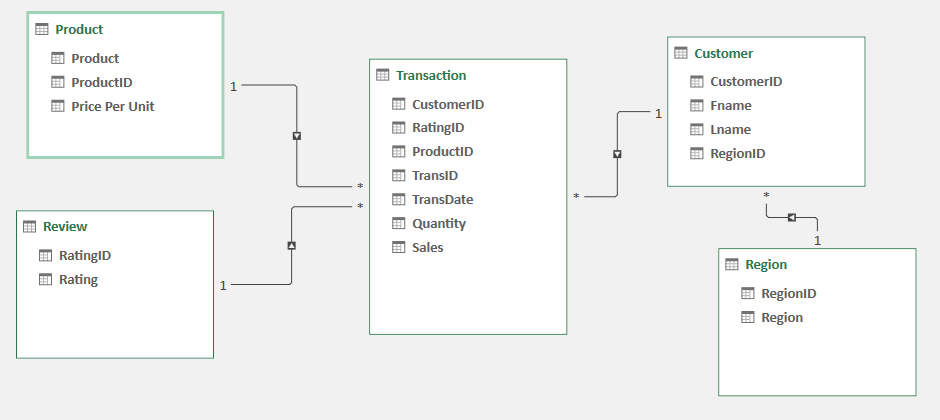 Product
Product
ProductID
Price Per Unit
1
*
Review
RatingID
Rating
1
*
Transaction
CustomerID
RatingID
ProductID
TransID
TransDate
Quantity
Sales
*
1
Customer
CustomerID
Fname
Lname
RegionID
*
1
Region
RegionID
Region